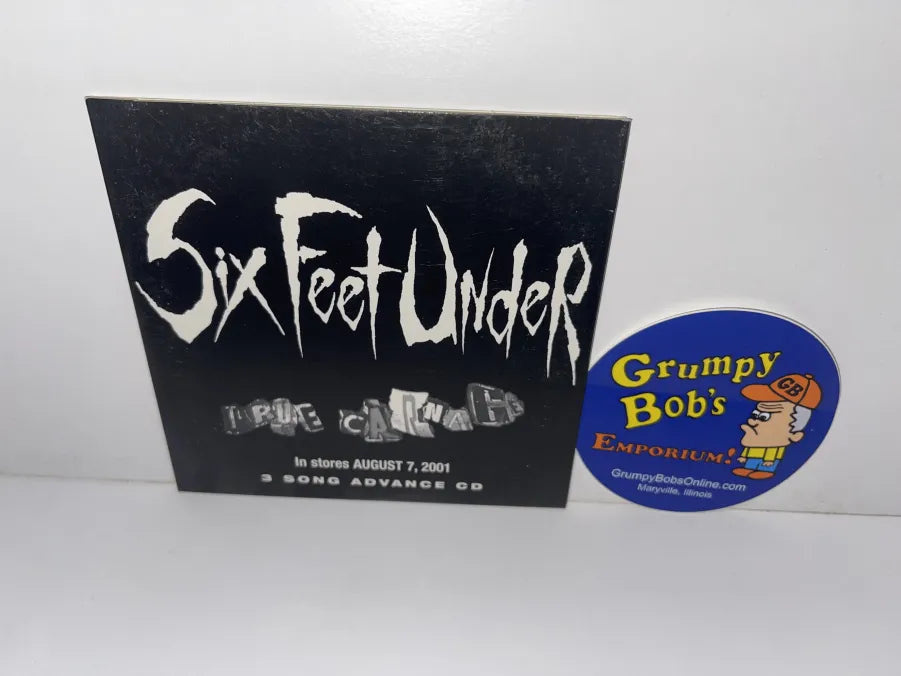 Six Feet Under
TRUE CARNAGE
In stores AUGUST 7, 2001
3 SONG ADVANCE CD
Grumpy
Bob's
EMPORIUM!
GB
GrumpyBobsOnline.com
Maryville, Illinois